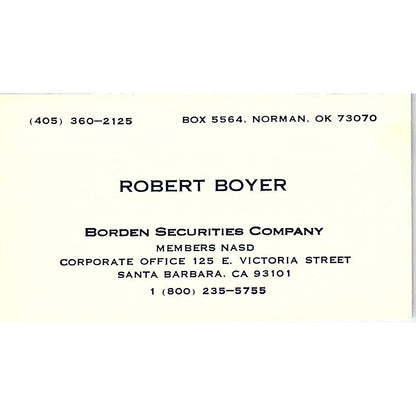 (405) 360-2125 BOX 5564, NORMAN, OK 73070
ROBERT BOYER
BORDEN SECURITIES COMPANY
MEMBERS NASD
CORPORATE OFFICE 125 E. VICTORIA STREET
SANTA BARBARA, CA 93101
1 (800) 235-5755